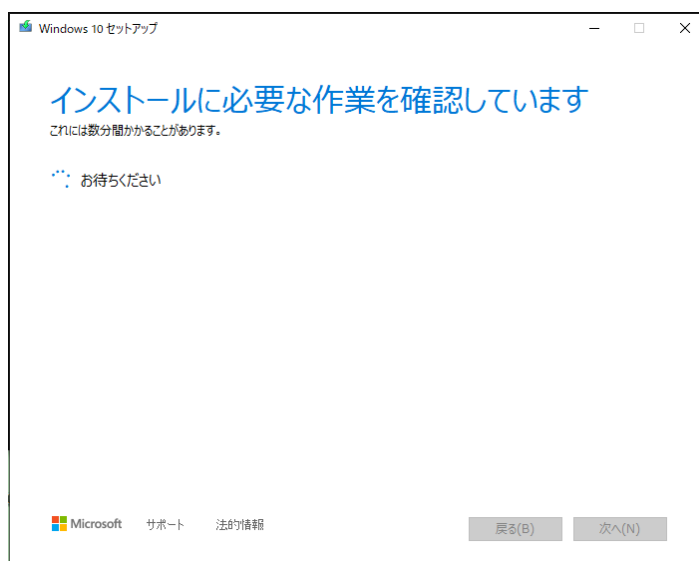 Windows 10 セットアップ
インストールに必要な作業を確認しています
これには数分間かかることがあります。
お待ちください
Microsoft サポート 法的情報 戻る(B) 次へ(N)